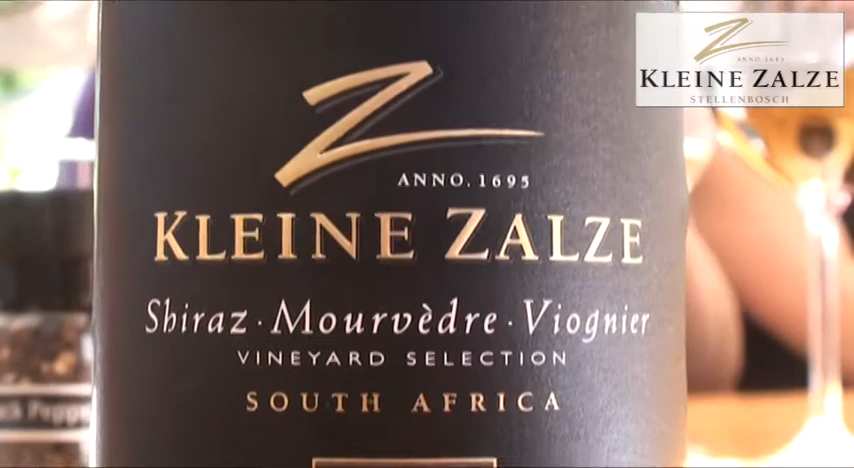 ANNO. 1695
KLEINE ZALZE
Shiraz · Mourvèdre · Viognier
VINEYARD SELECTION
SOUTH AFRICA
ANNO. 1695
KLEINE ZALZE
STELLENBOSCH